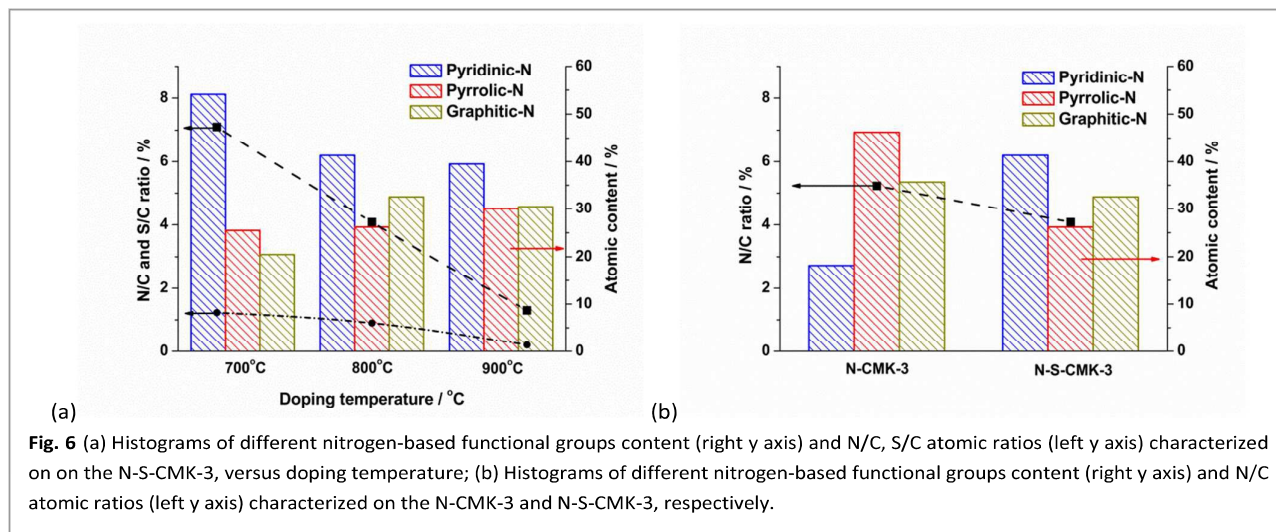 Pyridinic-N
Pyrrolic-N
Graphitic-N
N/C and S/C ratio / %
8
6
4
2
0
60
50
40
30
20
10
0
Atomic content / %
700°C
800°C
900°C
Doping temperature / °C
(a)
Pyridinic-N
Pyrrolic-N
Graphitic-N
N/C ratio / %
8
6
4
2
0
60
50
40
30
20
10
0
Atomic content / %
N-CMK-3
N-S-CMK-3
(b)
Fig. 6 (a) Histograms of different nitrogen-based functional groups content (right y axis) and N/C, S/C atomic ratios (left y axis) characterized
on on the N-S-CMK-3, versus doping temperature; (b) Histograms of different nitrogen-based functional groups content (right y axis) and N/C
atomic ratios (left y axis) characterized on the N-CMK-3 and N-S-CMK-3, respectively.